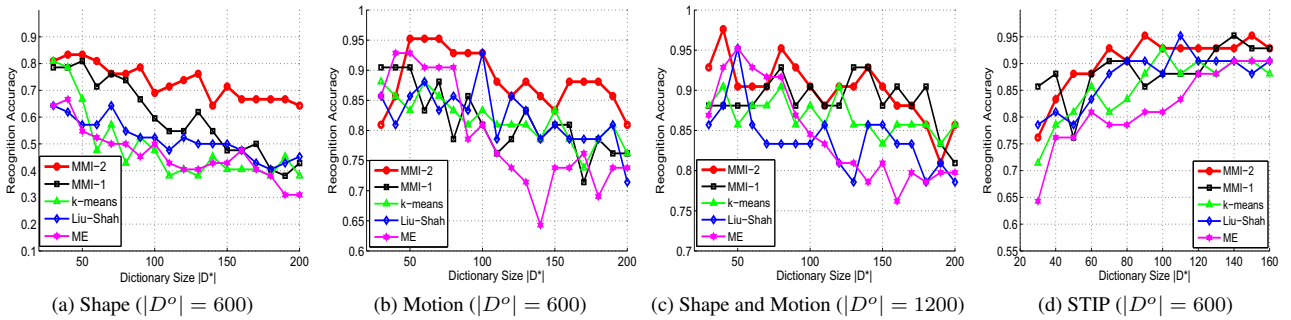 Recognition Accuracy
0.9
0.8
0.7
0.6
0.5
0.4
0.3
0.2
0.1
MMI-2
MMI-1
k-means
Liu-Shah
ME
50 100 150 200
Dictionary Size |D*|
(a) Shape (|D° | = 600)
Recognition Accuracy
1
0.95
0.9
0.85
0.8
0.75
0.7
0.65
0.6
MMI-2
MMI-1
k-means
Liu-Shah
ME
50 100 150 200
Dictionary Size |D*|
(b) Motion (|D° | = 600)
Recognition Accuracy
1
0.95
0.9
0.85
0.8
0.75
0.7
MMI-2
MMI-1
k-means
Liu-Shah
ME
50 100 150 200
Dictionary Size |D*|
(c) Shape and Motion (|D° | = 1200)
Recognition Accuracy
1
0.95
0.85
0.75
0.65
0.55
MMI-2
MMI-1
k-means
Liu-Shah
ME
20 40 60 80 100 120 140 160
Dictionary Size |D*|
(d) STIP (|D° | = 600)